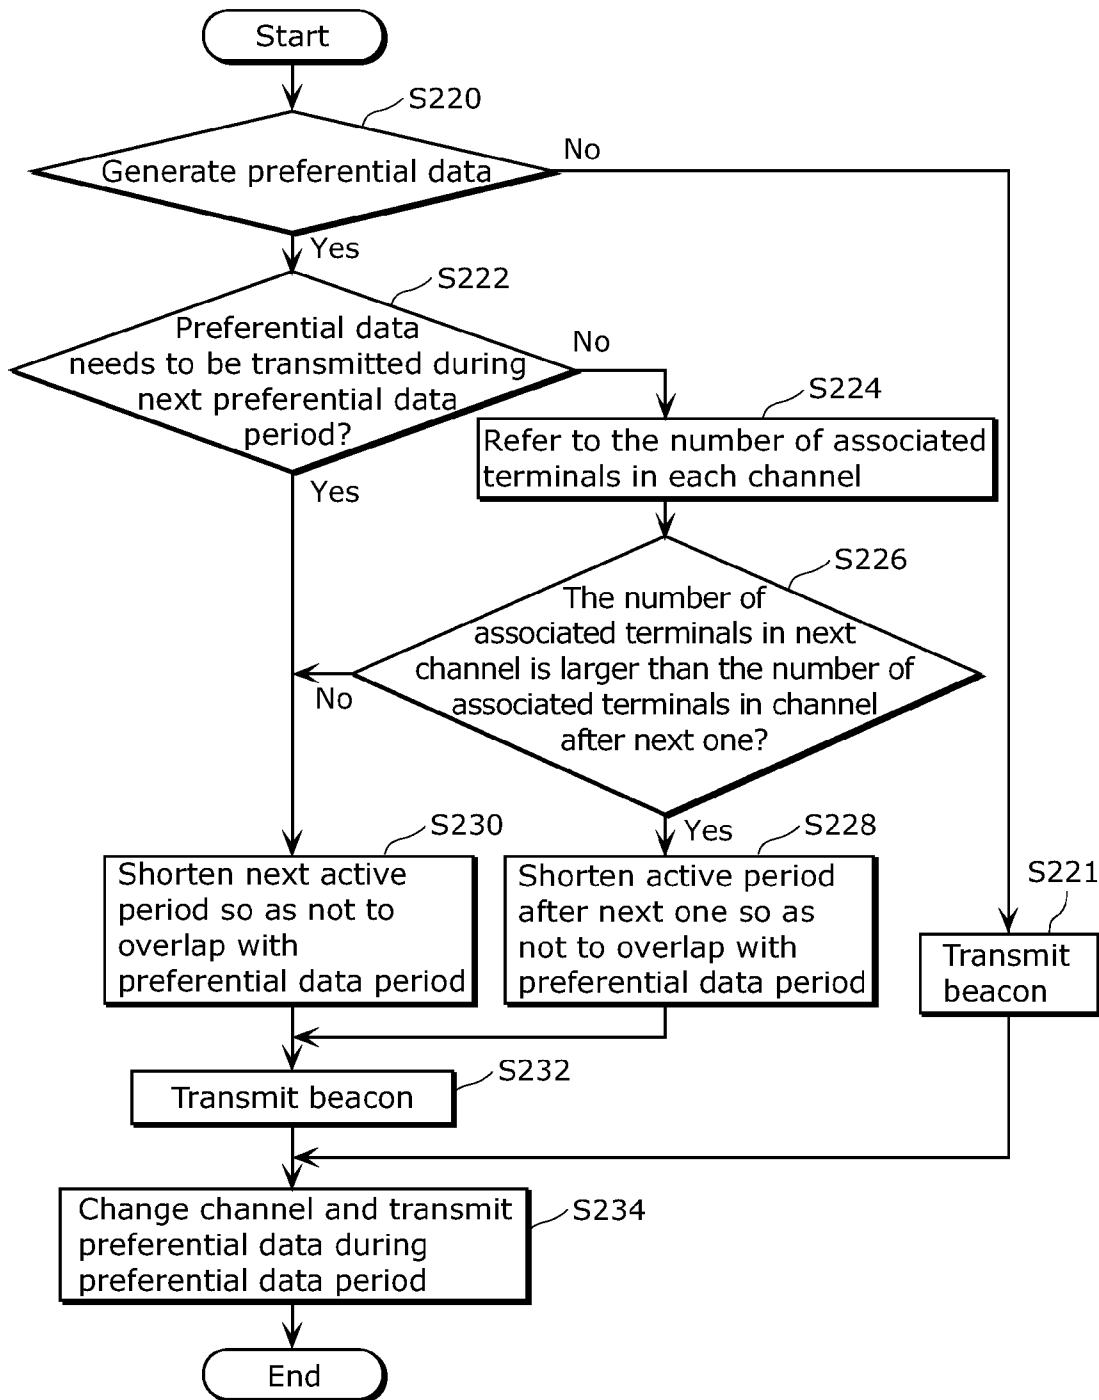 Start
S220
Generate preferential data
No
Yes
S222
Preferential data
needs to be transmitted during
next preferential data
period?
No
Yes
S224
Refer to the number of associated
terminals in each channel
S226
The number of
associated terminals in next
channel is larger than the number of
associated terminals in channel
after next one?
No
Yes
S230
Shorten next active
period so as not to
overlap with
preferential data period
S228
Shorten active period
after next one so as
not to overlap with
preferential data period
S221
Transmit
beacon
S232
Transmit beacon
S234
Change channel and transmit
preferential data during
preferential data period
End